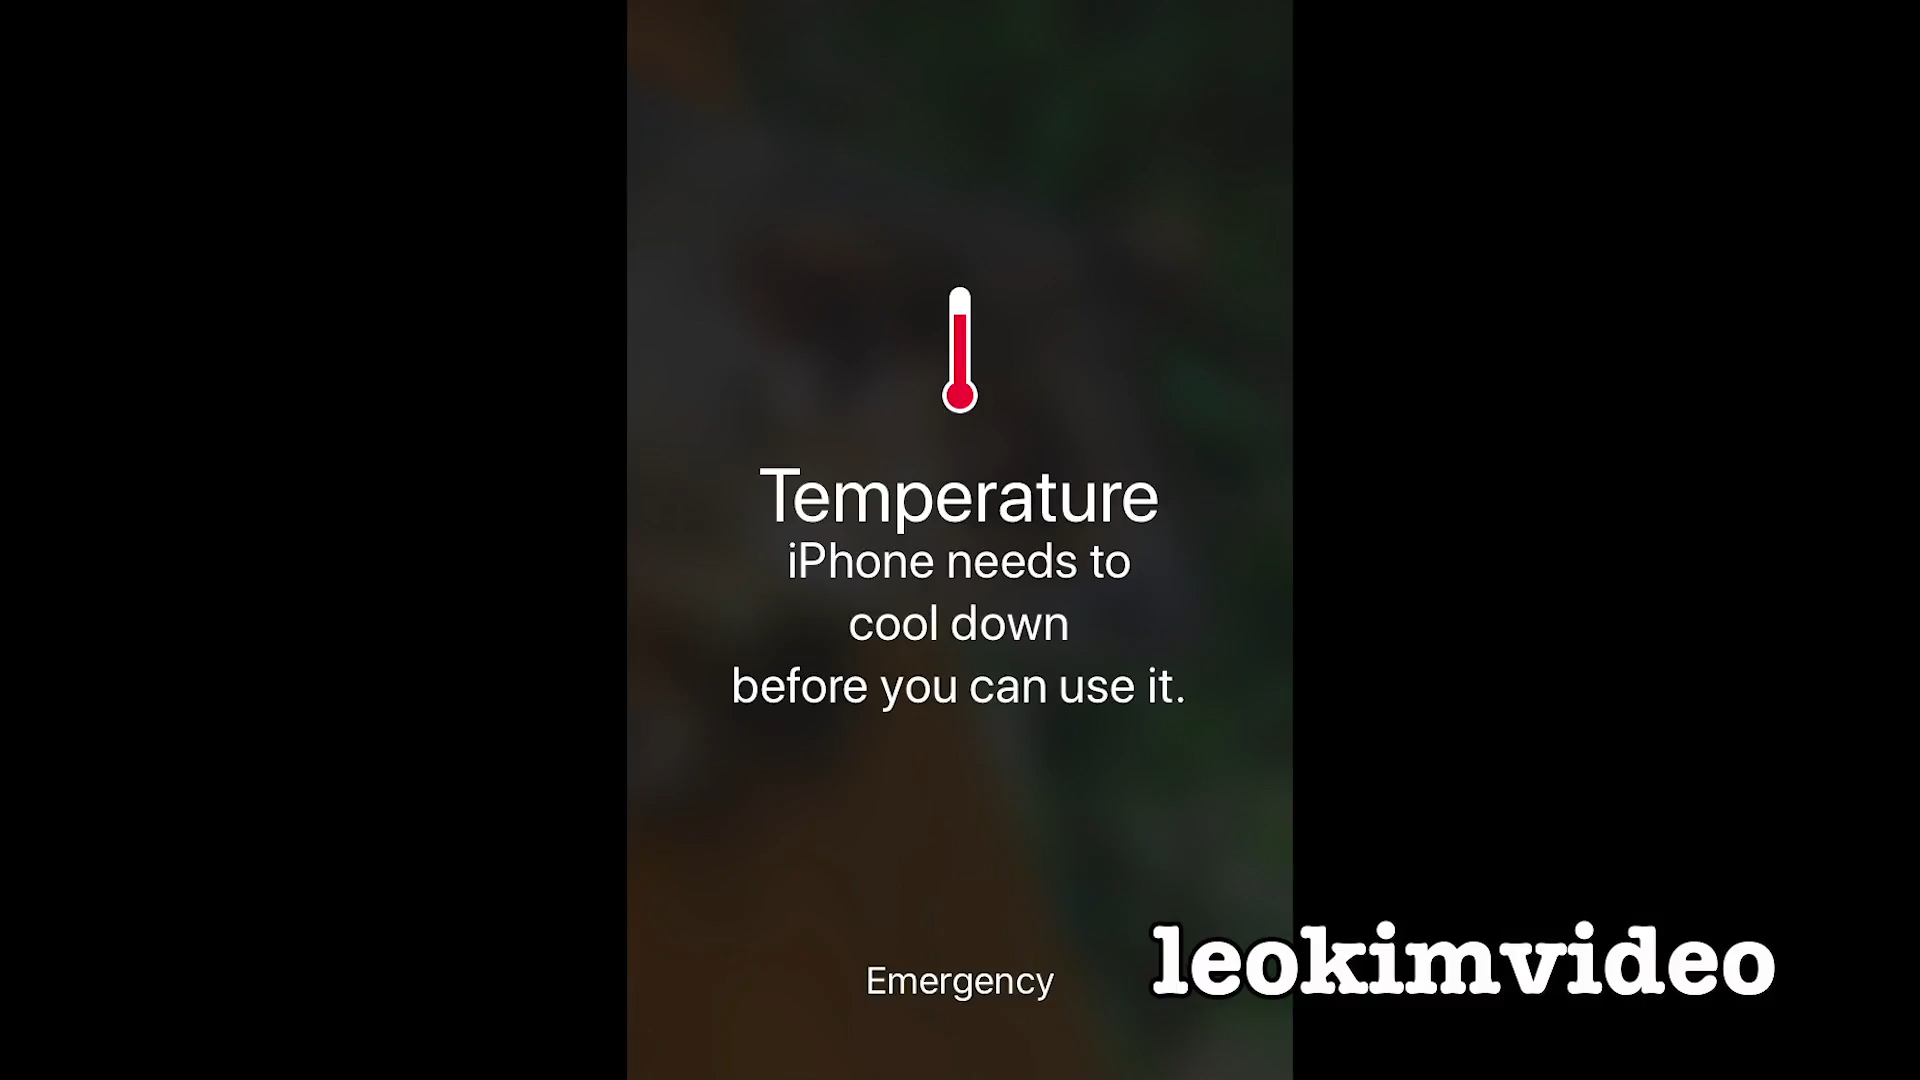 Temperature
iPhone needs to
cool down
before you can use it.
Emergency
leokimvideo